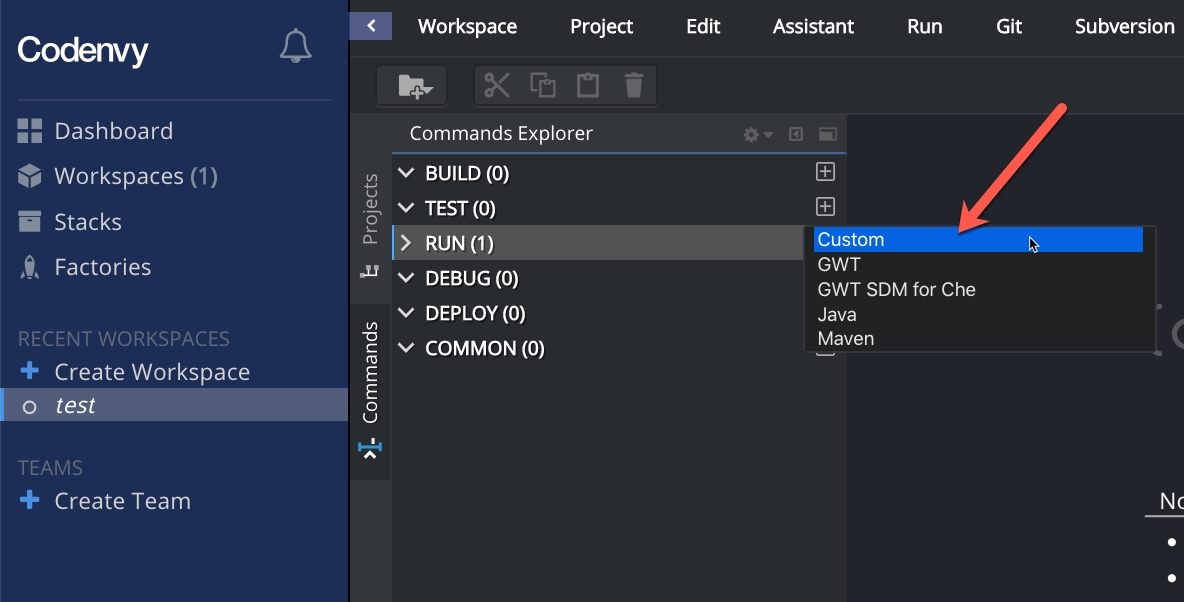 Codenvy
Dashboard
Workspaces (1)
Stacks
Factories
RECENT WORKSPACES
Create Workspace
test
TEAMS
Create Team
Workspace Project Edit Assistant Run Git Subversion
Projects
Commands
Commands Explorer
BUILD (0)
TEST (0)
RUN (1)
DEBUG (0)
DEPLOY (0)
COMMON (0)
Custom
GWT
GWT SDM for Che
Java
Maven